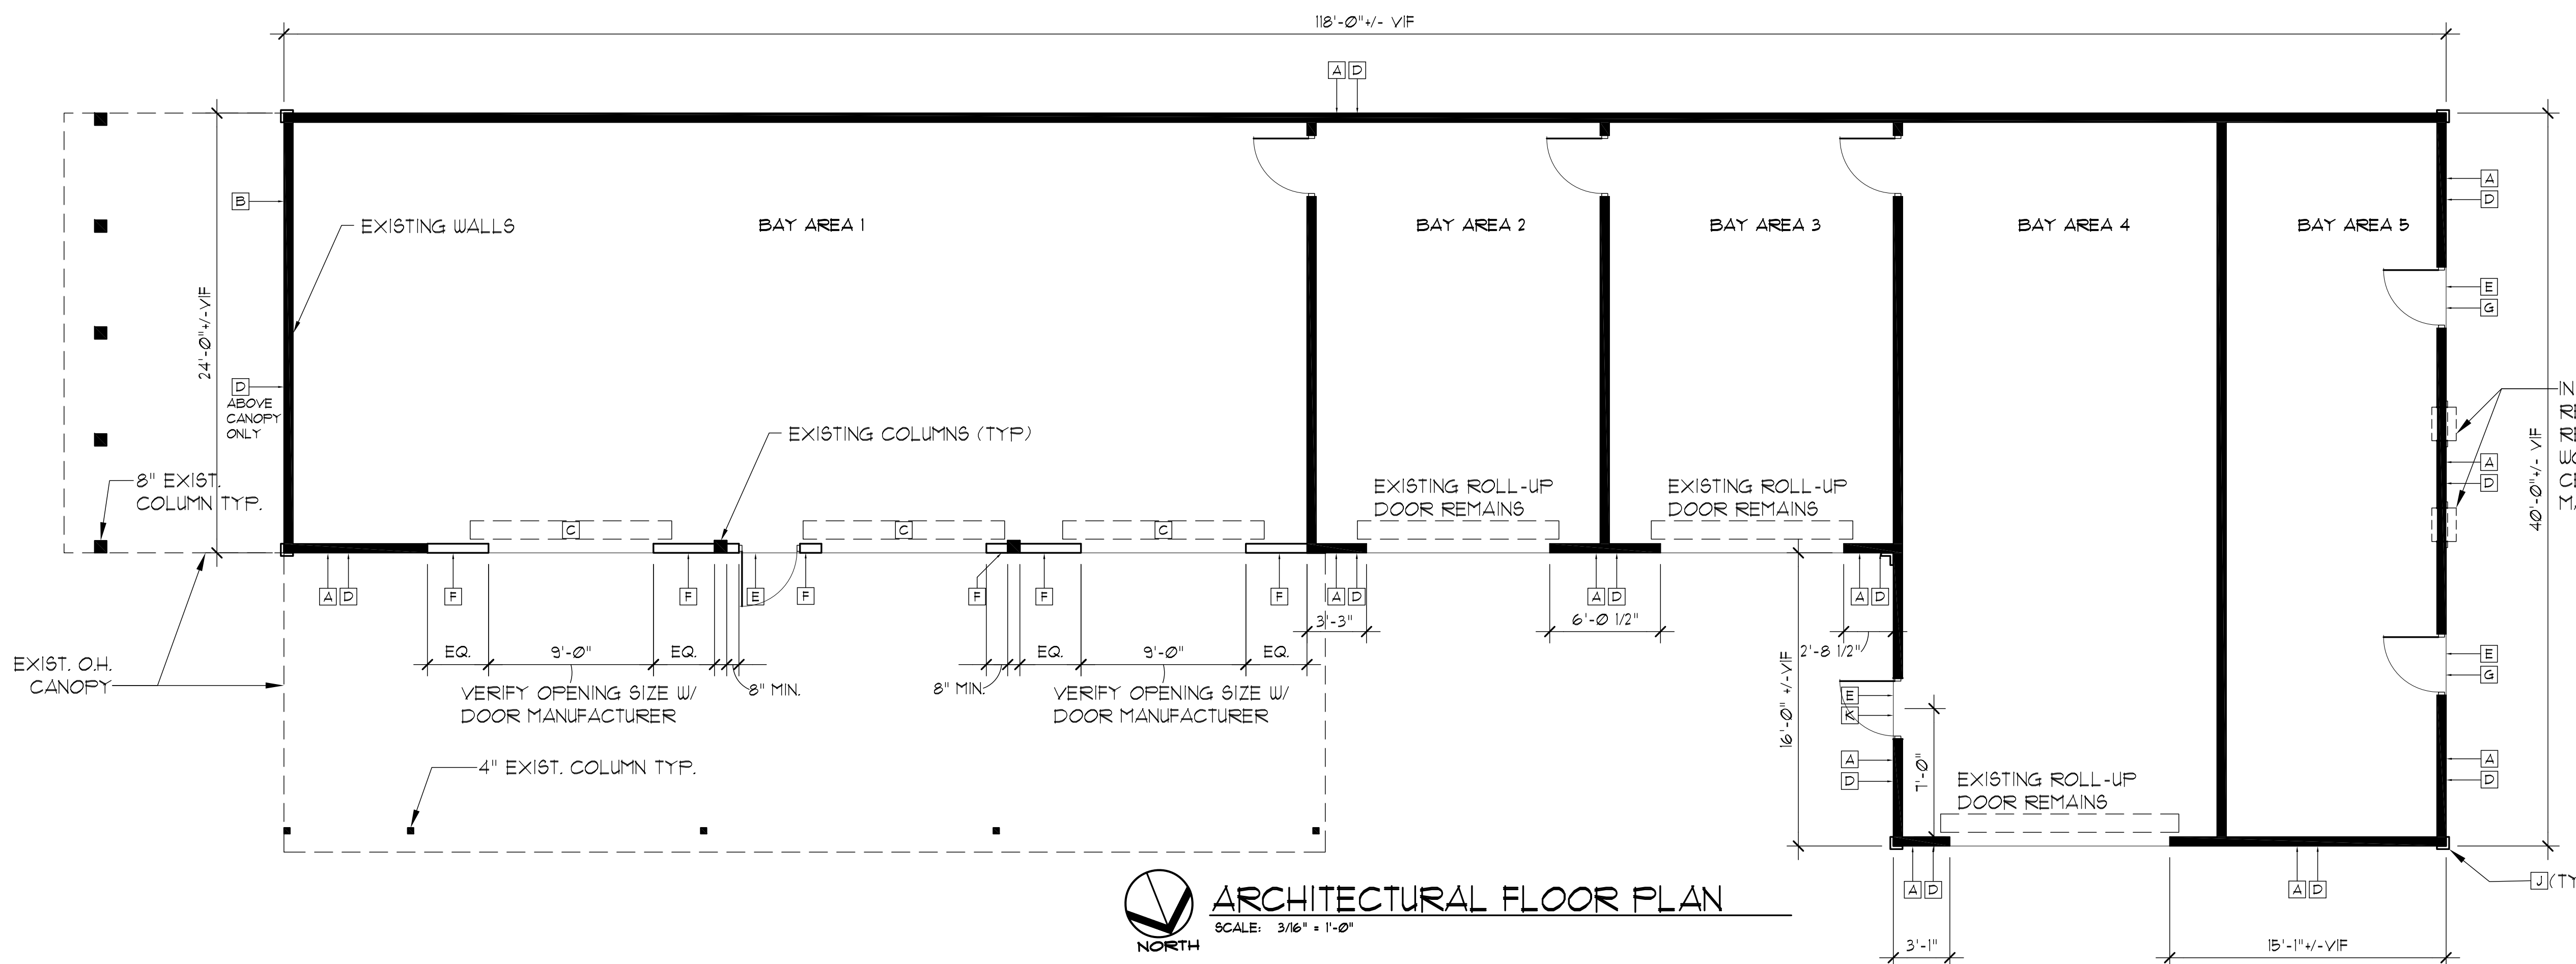 118'-0"+/- VIF
A D
B
A
D
EXISTING WALLS
BAY AREA 1
BAY AREA 2
BAY AREA 3
BAY AREA 4
BAY AREA 5
24'-0"+/-VIF
E
G
D
ABOVE
CANOPY
ONLY
IN
EXISTING COLUMNS (TYP)
40'-0"+/- VIF
A
D
8" EXIST.
COLUMN TYP.
EXISTING ROLL-UP
DOOR REMAINS
EXISTING ROLL-UP
DOOR REMAINS
C
C
C
A D
F
F
E
F
F
F
F
A D
A D
A D
3'-3"
6'-0 1/2"
2'-8 1/2"
EQ.
9'-0"
EQ.
EQ.
9'-0"
EQ.
EXIST. O.H.
CANOPY
VERIFY OPENING SIZE W/
DOOR MANUFACTURER
8" MIN.
8" MIN.
VERIFY OPENING SIZE W/
DOOR MANUFACTURER
16'-0" +/-VIF
E
K
E
G
A
D
A
D
7'-0"
4" EXIST. COLUMN TYP.
EXISTING ROLL-UP
DOOR REMAINS
A D
A D
J (TY
ARCHITECTURAL FLOOR PLAN
SCALE: 3/16" = 1'-0"
NORTH
3'-1"
15'-1"+/-VIF